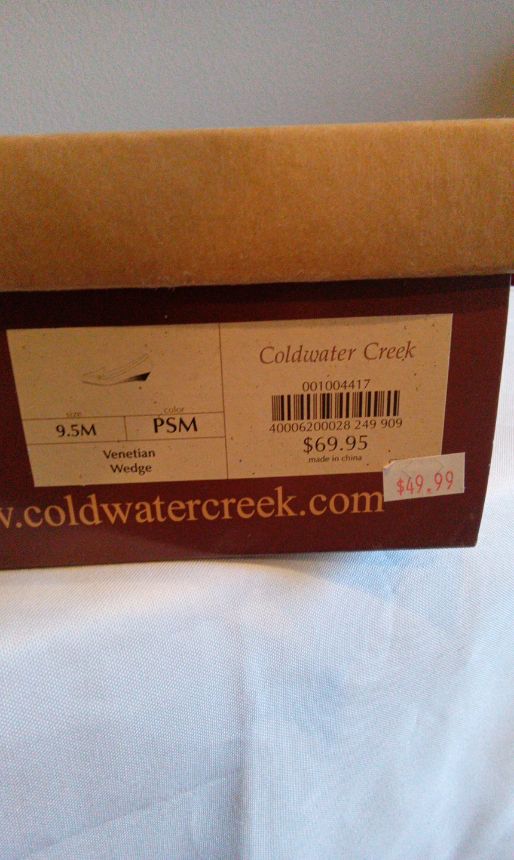 Coldwater Creek
001004417
40006200028 249 909
$69.95
made in china
size
9.5M
color
PSM
Venetian
Wedge
$49.99
.coldwatercreek.com